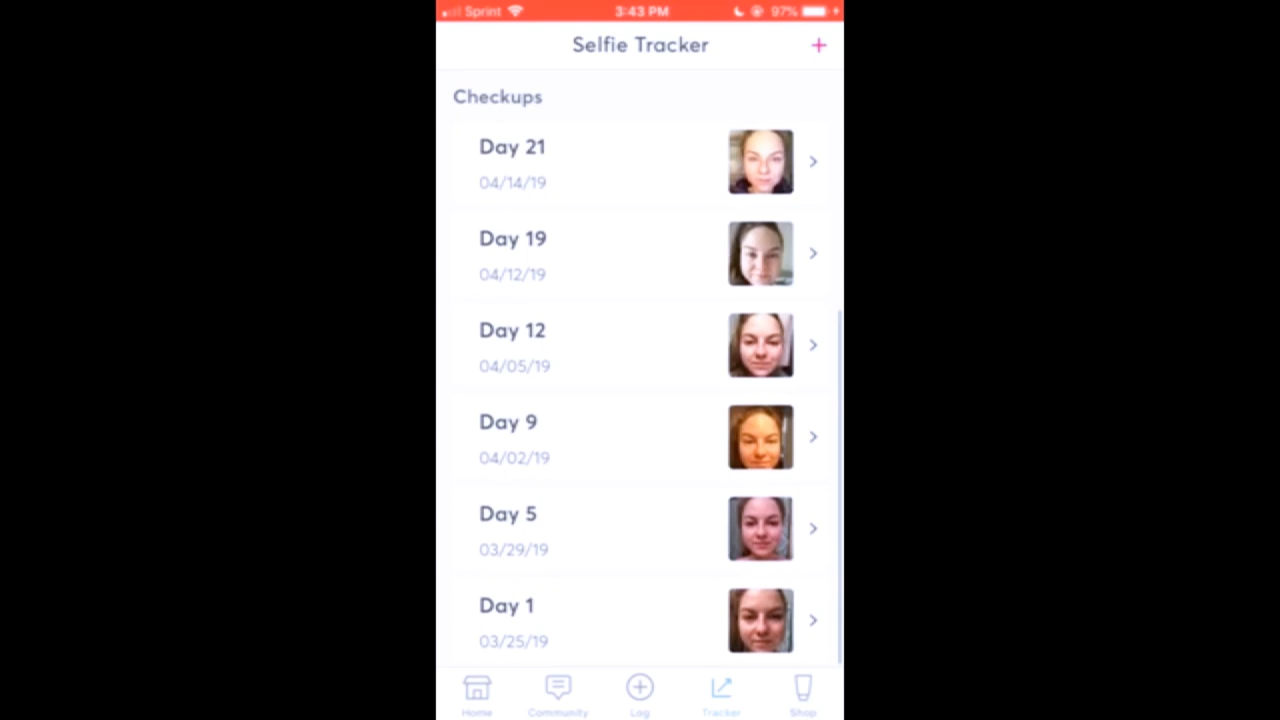 Sprint 3:43 PM 97%
Selfie Tracker
Checkups
Day 21
04/14/19
Day 19
04/12/19
Day 12
04/05/19
Day 9
04/02/19
Day 5
03/29/19
Day 1
03/25/19
Home Community Log Tracker Shop